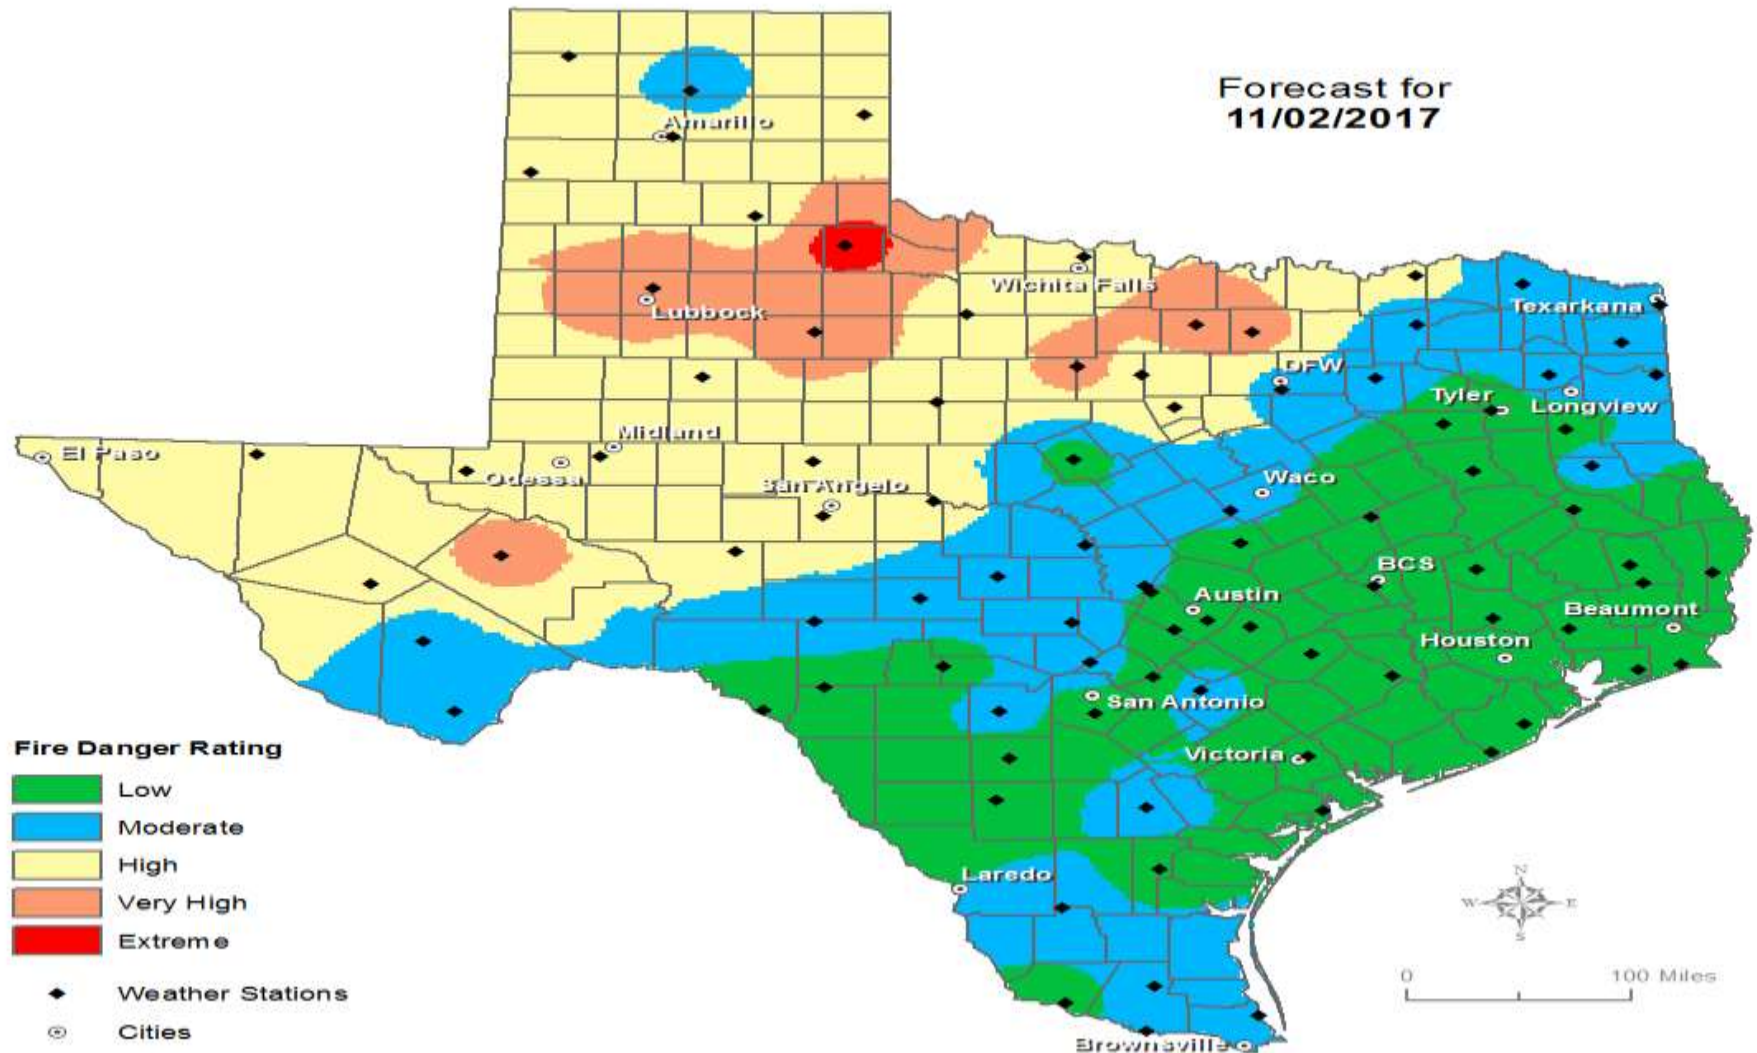 Forecast for
11/02/2017
Amarillo
Wichita Falls
Lubbock
Texarkana
DFW
Tyler
Longview
Midland
El Paso
Odessa
San Angelo
Waco
BCS
Austin
Beaumont
Houston
San Antonio
Victoria
Laredo
Brownsville
Fire Danger Rating
Low
Moderate
High
Very High
Extreme
Weather Stations
Cities
N
W E
S
0 100 Miles